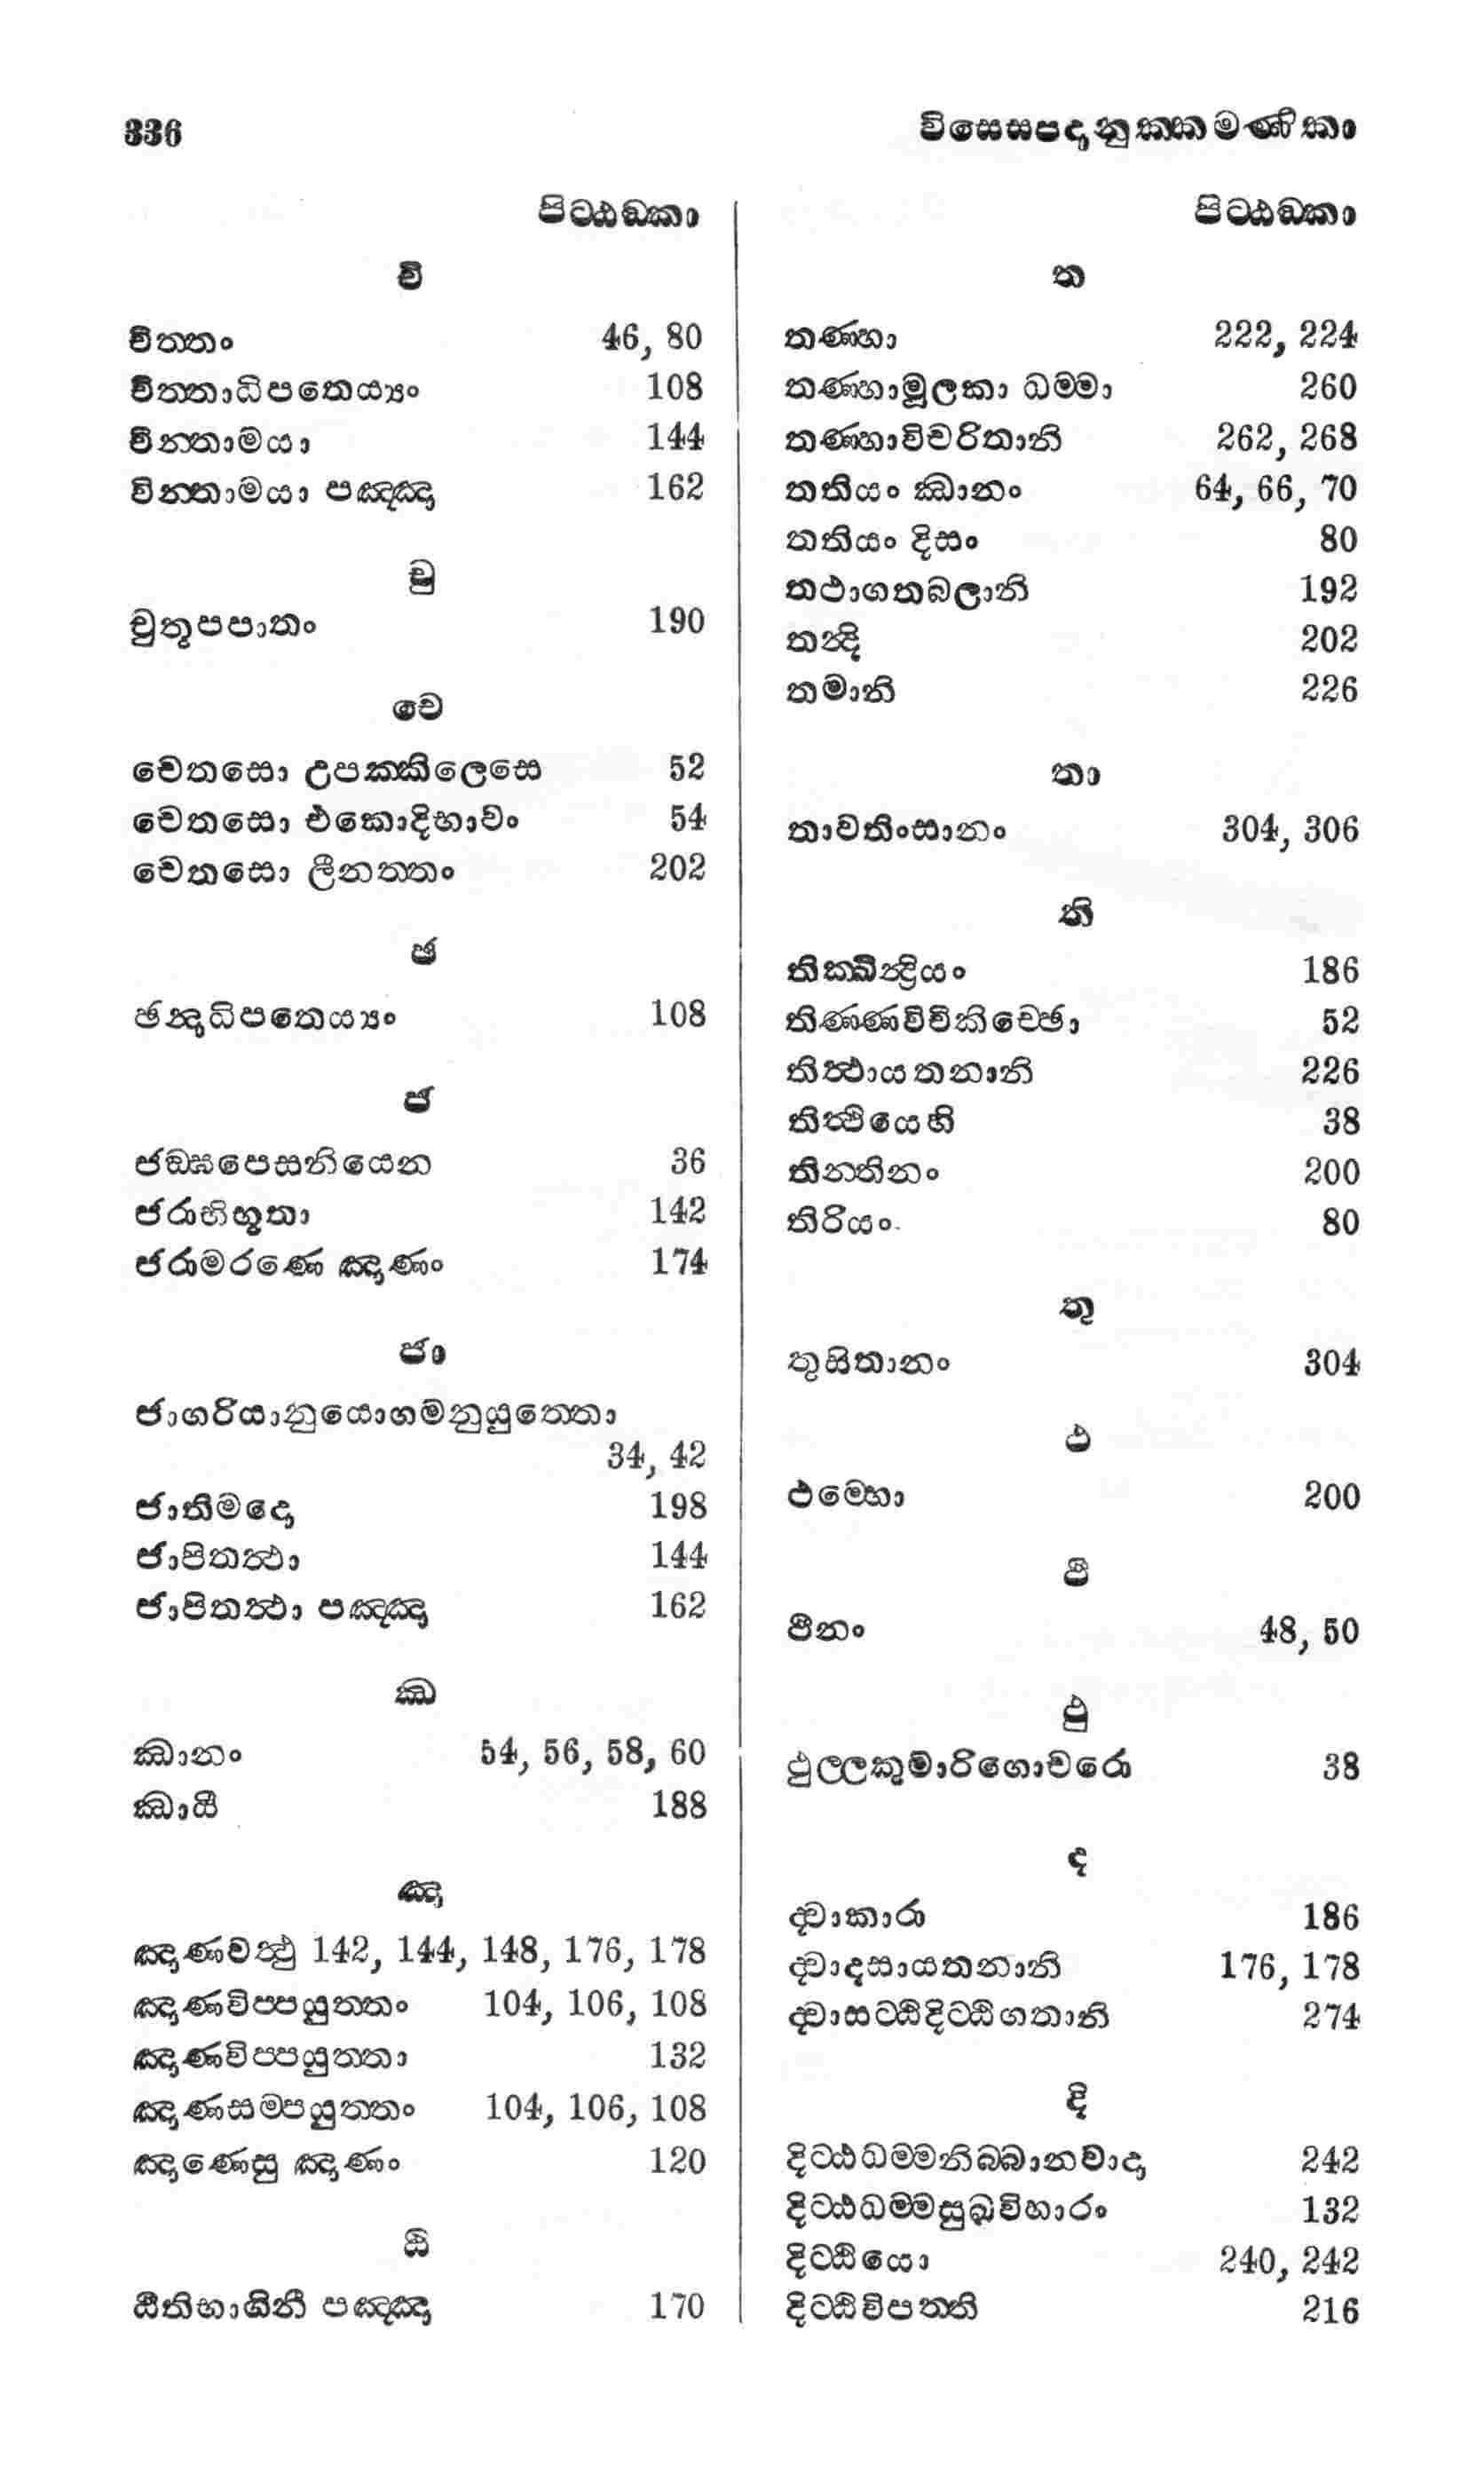 336
විසෙසපදානුක්කමණිකා
පිට්ඨඞ්කා
චි
චිත්තං 46, 80
චිත්තාධිපතෙය්‍යං 108
චින්තාමයා 144
චින්තාමයා පඤ්ඤා 162
චු
චුතූපපාතං 190
චෙ
චෙතසො උපක්කිලෙසෙ 52
චෙතසො එකොදිභාවං 54
චෙතසො ලීනත්තං 202
ඡ
ඡන්දාධිපතෙය්‍යං 108
ජ
ජඞ්ඝපෙසනියෙන 36
ජරාභිභූතා 142
ජරාමරණෙ ඤාණං 174
ජා
ජාගරියානුයොගමනුයුත්තො
34, 42
ජාතිමදො 198
ජාපිතත්ථා 144
ජාපිතත්ථා පඤ්ඤා 162
ඣ
ඣානං 54, 56, 58, 60
ඣායී 188
ඤා
ඤාණවත්ථු 142, 144, 148, 176, 178
ඤාණවිප්පයුත්තං 104, 106, 108
ඤාණවිප්පයුත්තා 132
ඤාණසම්පයුත්තං 104, 106, 108
ඤාණෙසු ඤාණං 120
ඨි
ඨිතිභාගිනී පඤ්ඤා 170
පිට්ඨඞ්කා
ත
තණ්හා 222, 224
තණ්හාමූලකා ධම්මා 260
තණ්හාවිචරිතානි 262, 268
තතියං ඣානං 64, 66, 70
තතියං දිසං 80
තථාගතබලානි 192
තන්දි 202
තමානි 226
තා
තාවතිංසානං 304, 306
ති
තික්ඛින්ද්‍රියං 186
තිණ්ණවිචිකිච්ඡො 52
තිත්ථායතනානි 226
තිත්ථියෙහි 38
තින්තිනං 200
තිරියං 80
තු
තුසිතානං 304
ථ
ථම්භො 200
ථී
ථීනං 48, 50
ථු
ථුල්ලකුමාරිගොචරො 38
ද
ද්වාකාරා 186
ද්වාදසායතනානි 176, 178
ද්වාසට්ඨිදිට්ඨිගතානි 274
දි
දිට්ඨධම්මනිබ්බානවාදා 242
දිට්ඨධම්මසුඛවිහාරං 132
දිට්ඨියො 240, 242
දිට්ඨිවිපත්ති 216